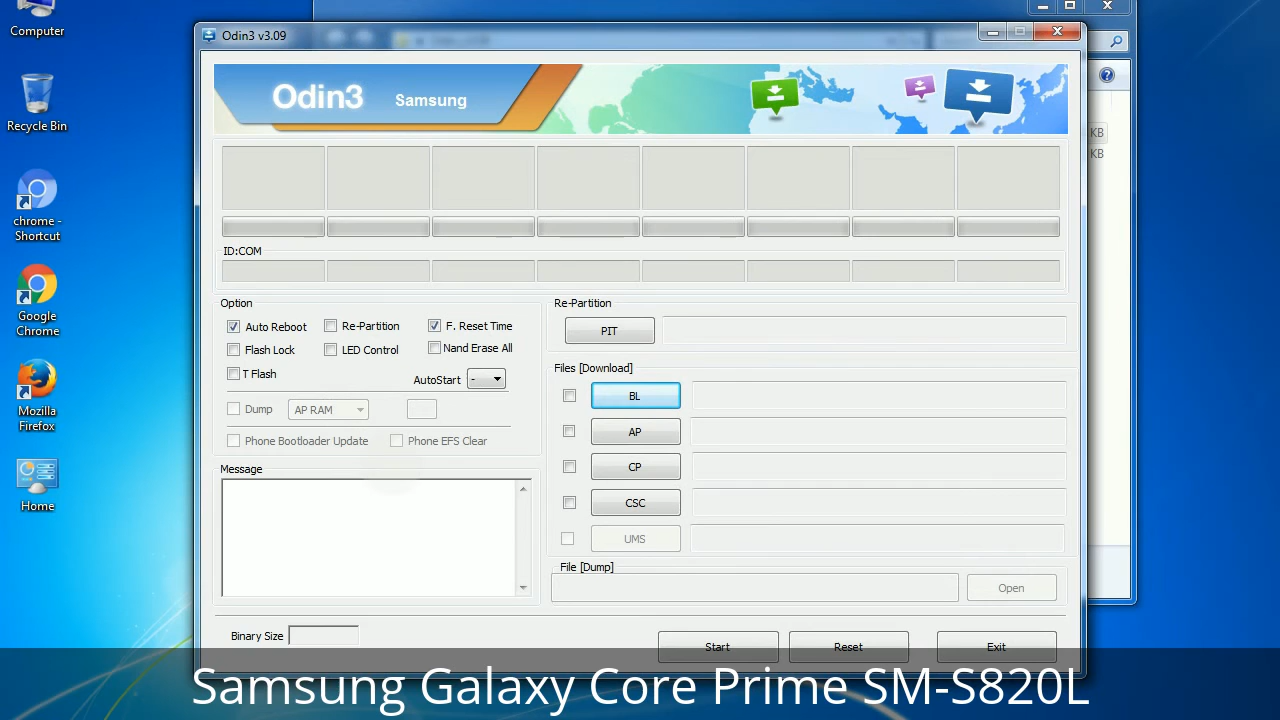 Computer
Recycle Bin
chrome -
Shortcut
Google
Chrome
Mozilla
Firefox
Home
Odin3 v3.09
KB
KB
Odin3 Samsung
ID:COM
Option
Auto Reboot
Re-Partition
F. Reset Time
Flash Lock
LED Control
Nand Erase All
T Flash
AutoStart -
Dump
AP RAM
Phone Bootloader Update
Phone EFS Clear
Message
Re-Partition
PIT
Files [Download]
BL
AP
CP
CSC
UMS
File [Dump]
Open
Binary Size
Start
Reset
Exit
Samsung Galaxy Core Prime SM-S820L